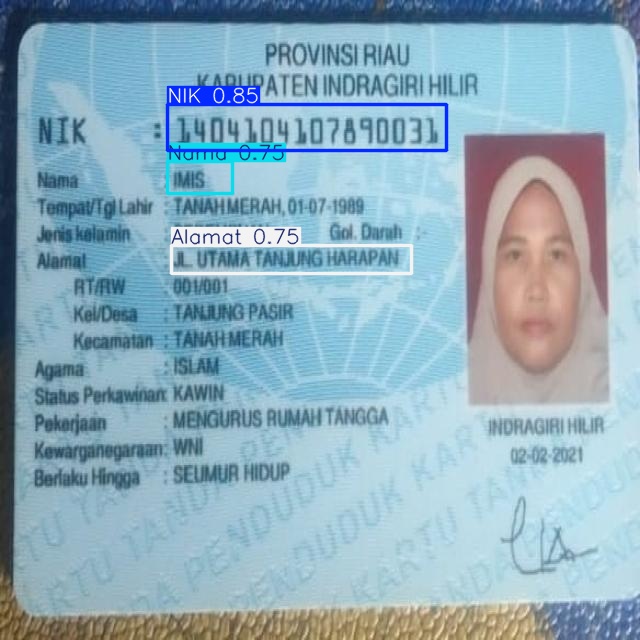 PROVINSI RIAU
KABUPATEN INDRAGIRI HILIR
NIK 0.85
NIK : 1404104107890031
Nama 0.75
Nama : IMIS
Tempat/Tgl Lahir : TANAH MERAH, 01-07-1989
Jenis kelamin Gol. Darah :-
Alamat 0.75
Alamat JL. UTAMA TANJUNG HARAPAN
RT/RW : 001/001
Kel/Desa : TANJUNG PASIR
Kecamatan : TANAH MERAH
Agama : ISLAM
Status Perkawinan: KAWIN
Pekerjaan : MENGURUS RUMAH TANGGA
Kewarganegaraan: WNI
Berlaku Hingga : SEUMUR HIDUP
INDRAGIRI HILIR
02-02-2021
KARTU TANDA PENDUDUK